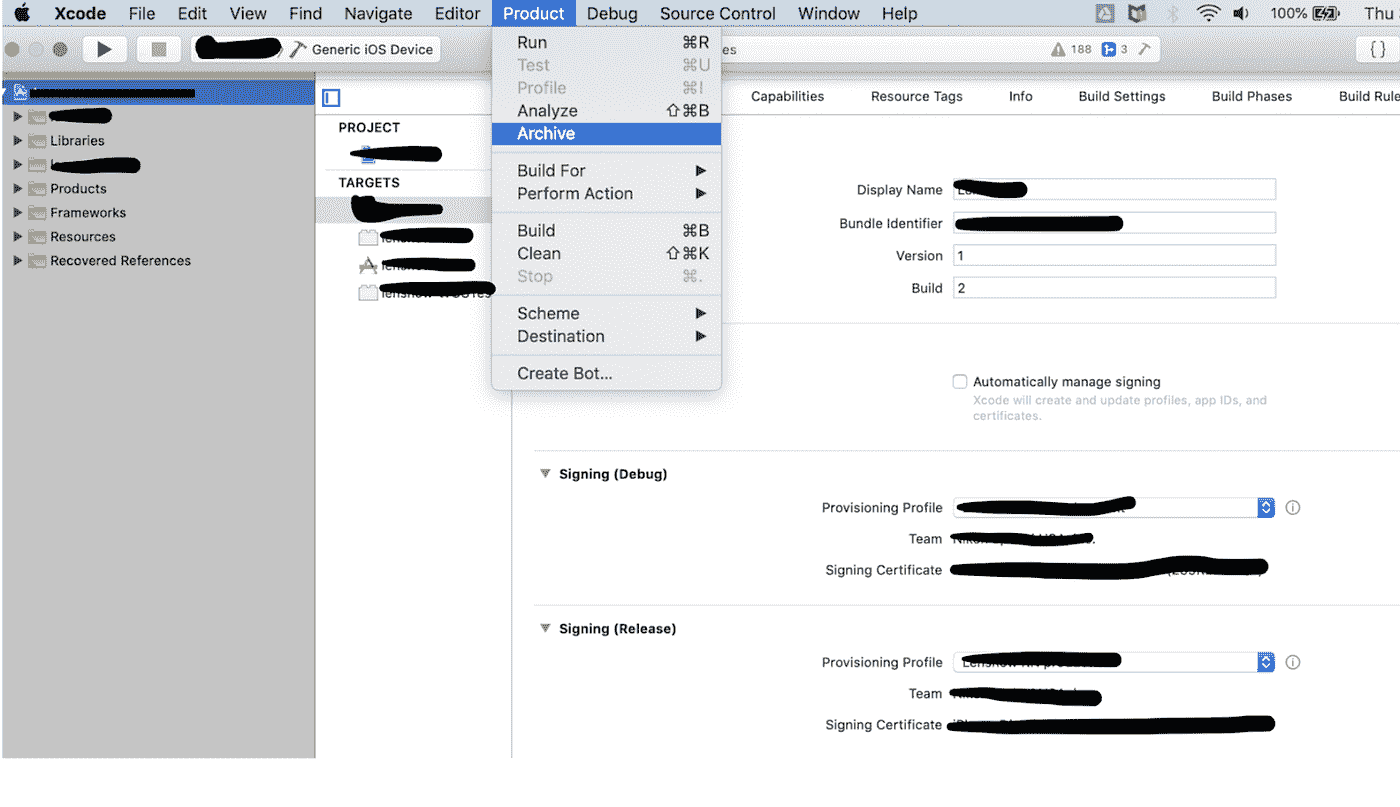 Xcode File Edit View Find Navigate Editor Product Debug Source Control Window Help 100% Thu
Generic iOS Device 188 3 { }
Run ⌘R
Test ⌘U
Profile ⌘I
Analyze ⇧⌘B
Archive
Build For
Perform Action
Build ⌘B
Clean ⇧⌘K
Stop ⌘.
Scheme
Destination
Create Bot...
Libraries
Products
Frameworks
Resources
Recovered References
PROJECT
TARGETS
Capabilities Resource Tags Info Build Settings Build Phases Build Rule
Display Name
Bundle Identifier
Version 1
Build 2
Automatically manage signing
Xcode will create and update profiles, app IDs, and
certificates.
Signing (Debug)
Provisioning Profile
Team
Signing Certificate
Signing (Release)
Provisioning Profile
Team
Signing Certificate